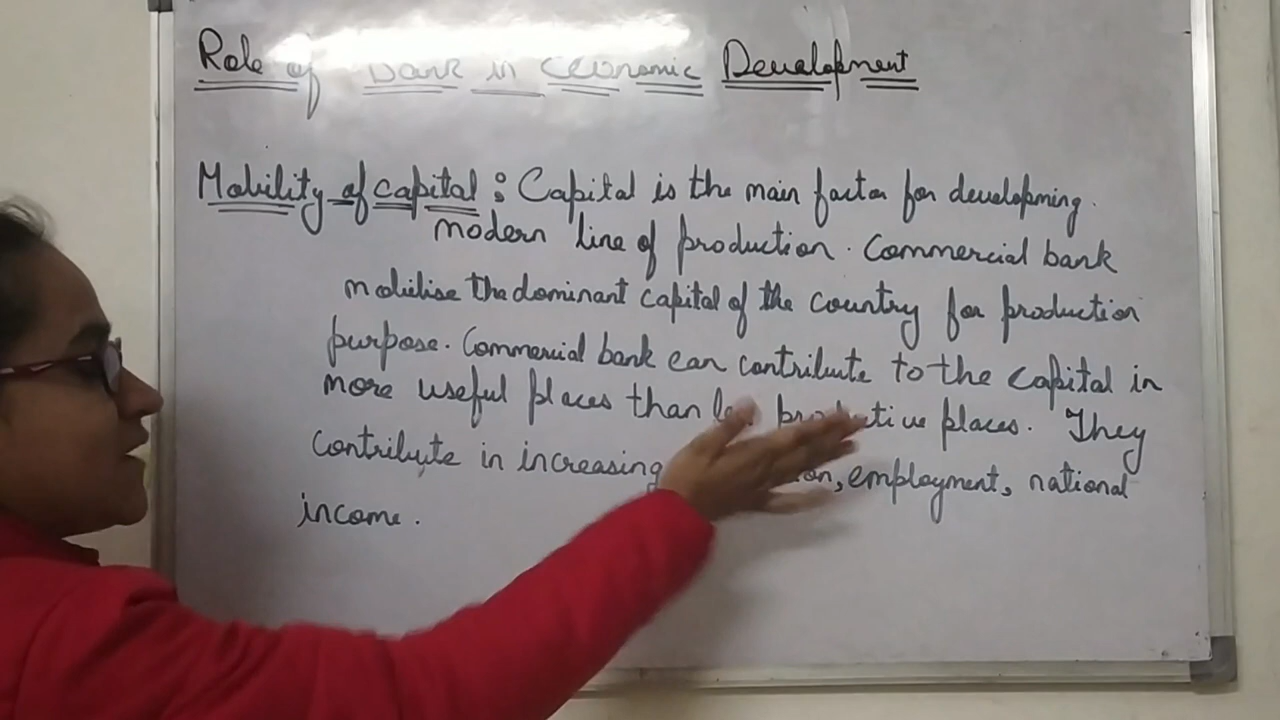 Role of Bank in Economic Development
Mobility of capital : Capital is the main factor for developing.
modern line of production. Commercial bank
mobilise the dominant capital of the country for production
purpose. Commercial bank can contribute to the capital in
more useful places than productive places. They
contribute in increasing employment, national
income.